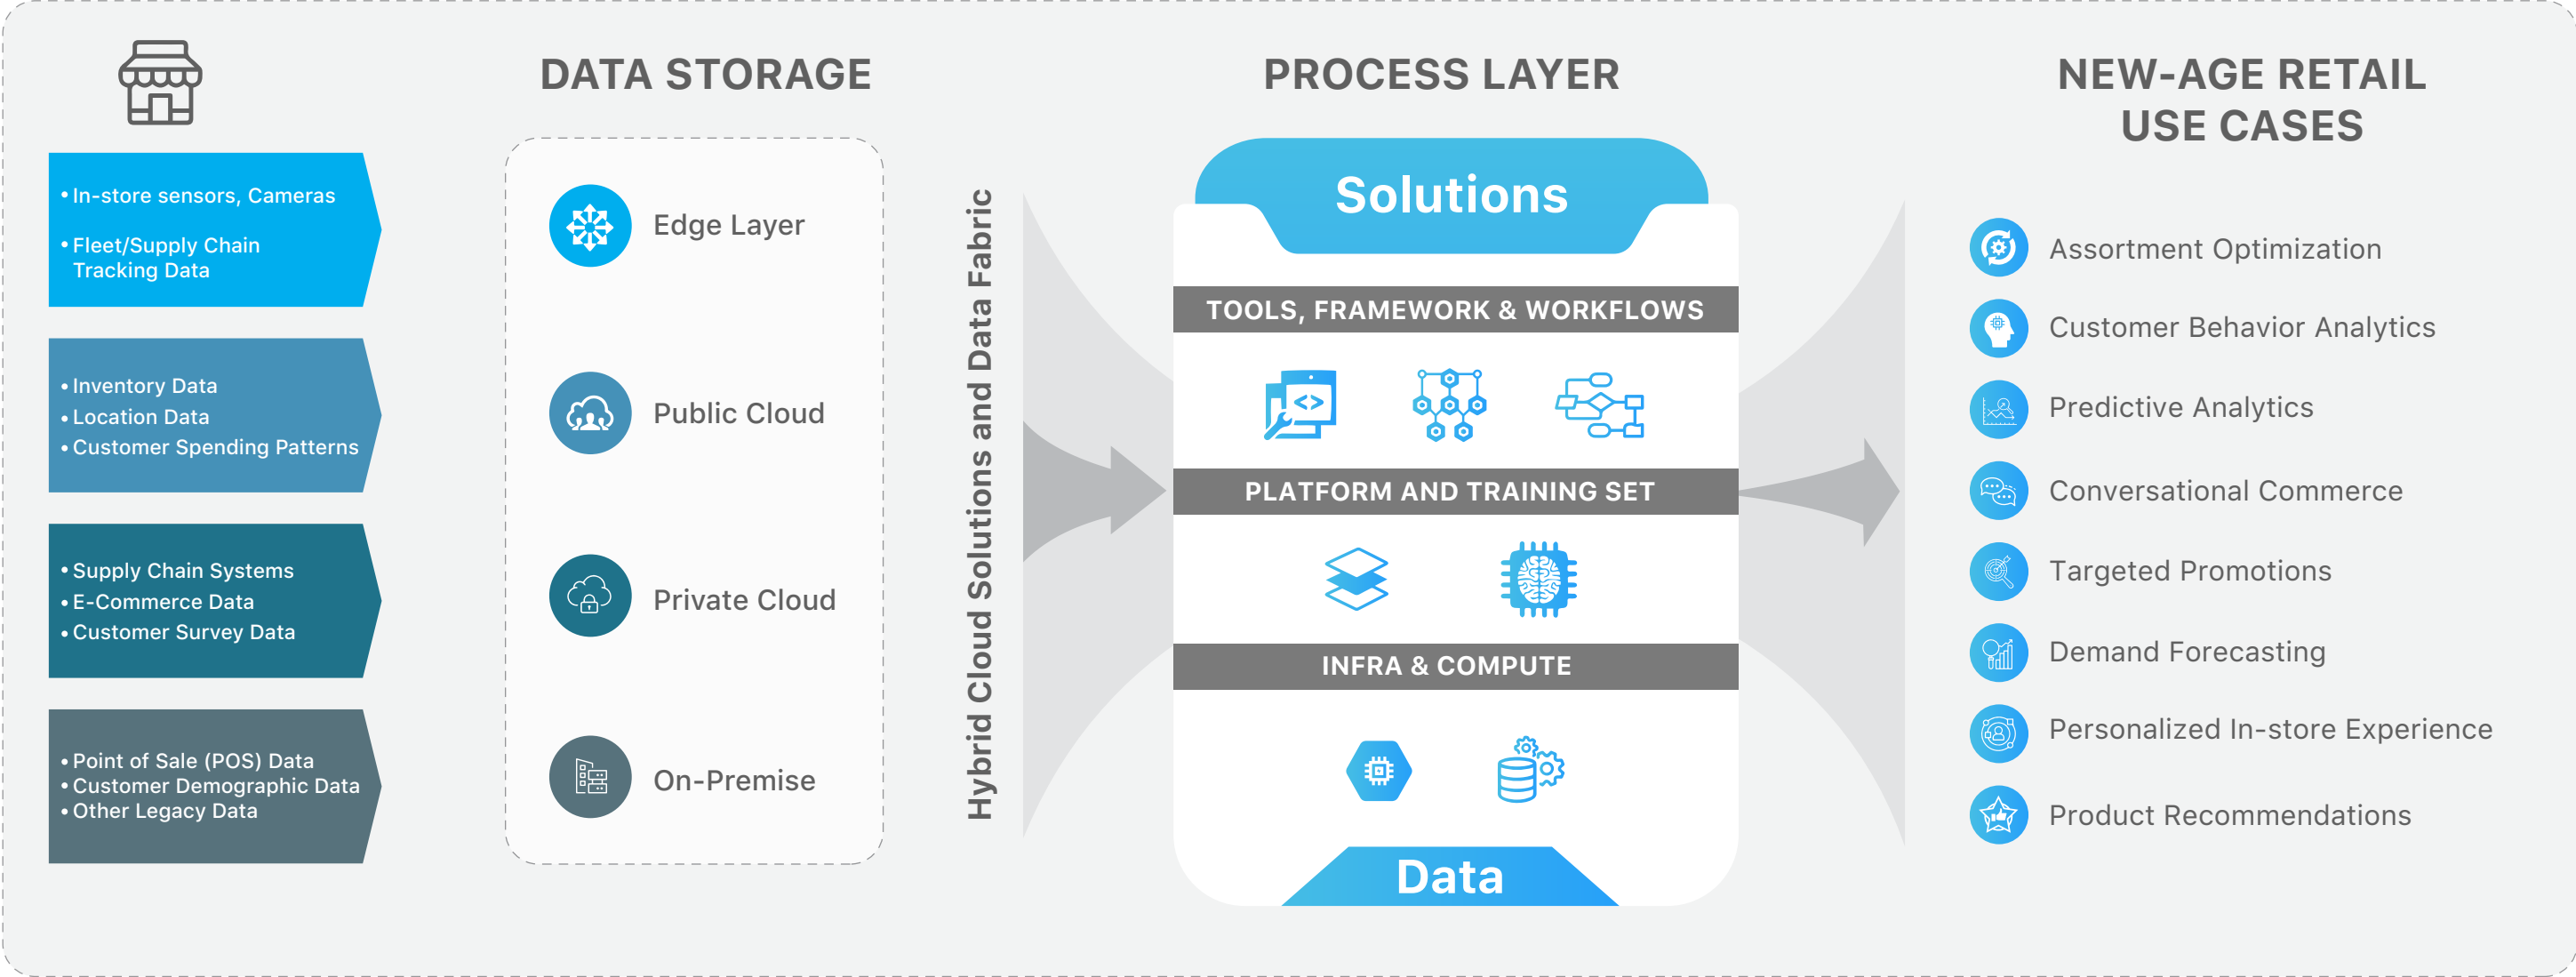 • In-store sensors, Cameras
• Fleet/Supply Chain
Tracking Data
• Inventory Data
• Location Data
• Customer Spending Patterns
• Supply Chain Systems
• E-Commerce Data
• Customer Survey Data
• Point of Sale (POS) Data
• Customer Demographic Data
• Other Legacy Data
DATA STORAGE
Edge Layer
Public Cloud
Private Cloud
On-Premise
Hybrid Cloud Solutions and Data Fabric
PROCESS LAYER
Solutions
TOOLS, FRAMEWORK & WORKFLOWS
PLATFORM AND TRAINING SET
INFRA & COMPUTE
Data
NEW-AGE RETAIL
USE CASES
Assortment Optimization
Customer Behavior Analytics
Predictive Analytics
Conversational Commerce
Targeted Promotions
Demand Forecasting
Personalized In-store Experience
Product Recommendations